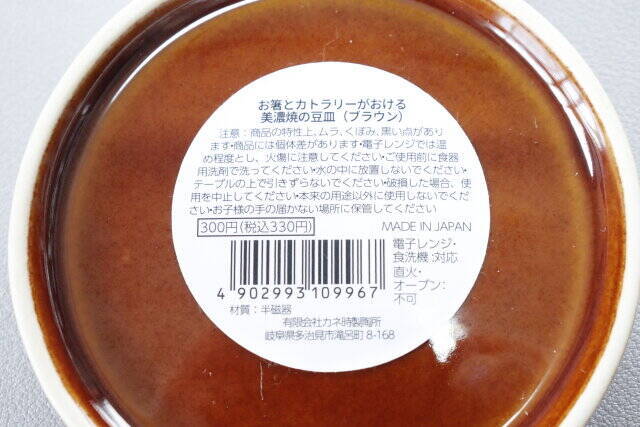 お箸とカトラリーがおける
美濃焼の豆皿（ブラウン）
注意：商品の特性上、ムラ、くぼみ、黒い点があり
ます・商品には個体差があります・電子レンジでは温
め程度とし、火傷に注意してください・ご使用前に食器
用洗剤で洗ってください・水の中に放置しないでください・
テーブルの上で引きずらないでください・破損した場合、使
用を中止してください・本来の用途以外に使用しないでくだ
さい・お子様の手の届かない場所に保管してください
300円（税込330円）
MADE IN JAPAN
電子レンジ・
食洗機:対応
直火・
オーブン:
不可
4 902993 109967
材質：半磁器
有限会社カネ時製陶所
岐阜県多治見市滝呂町 8-168